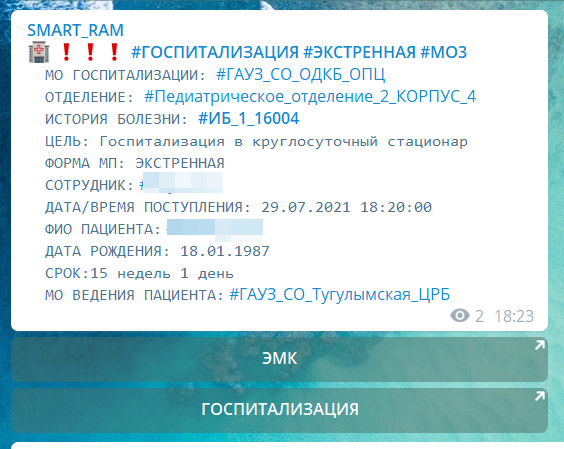 SMART_RAM
#ГОСПИТАЛИЗАЦИЯ #ЭКСТРЕННАЯ #МО3
МО ГОСПИТАЛИЗАЦИИ: #ГАУЗ_СО_ОДКБ_ОПЦ
ОТДЕЛЕНИЕ: #Педиатрическое_отделение_2_КОРПУС_4
ИСТОРИЯ БОЛЕЗНИ: #ИБ_1_16004
ЦЕЛЬ: Госпитализация в круглосуточный стационар
ФОРМА МП: ЭКСТРЕННАЯ
СОТРУДНИК: #
ДАТА/ВРЕМЯ ПОСТУПЛЕНИЯ: 29.07.2021 18:20:00
ФИО ПАЦИЕНТА:
ДАТА РОЖДЕНИЯ: 18.01.1987
СРОК:15 недель 1 день
МО ВЕДЕНИЯ ПАЦИЕНТА: #ГАУЗ_СО_Тугулымская_ЦРБ
2 18:23
ЭМК
ГОСПИТАЛИЗАЦИЯ